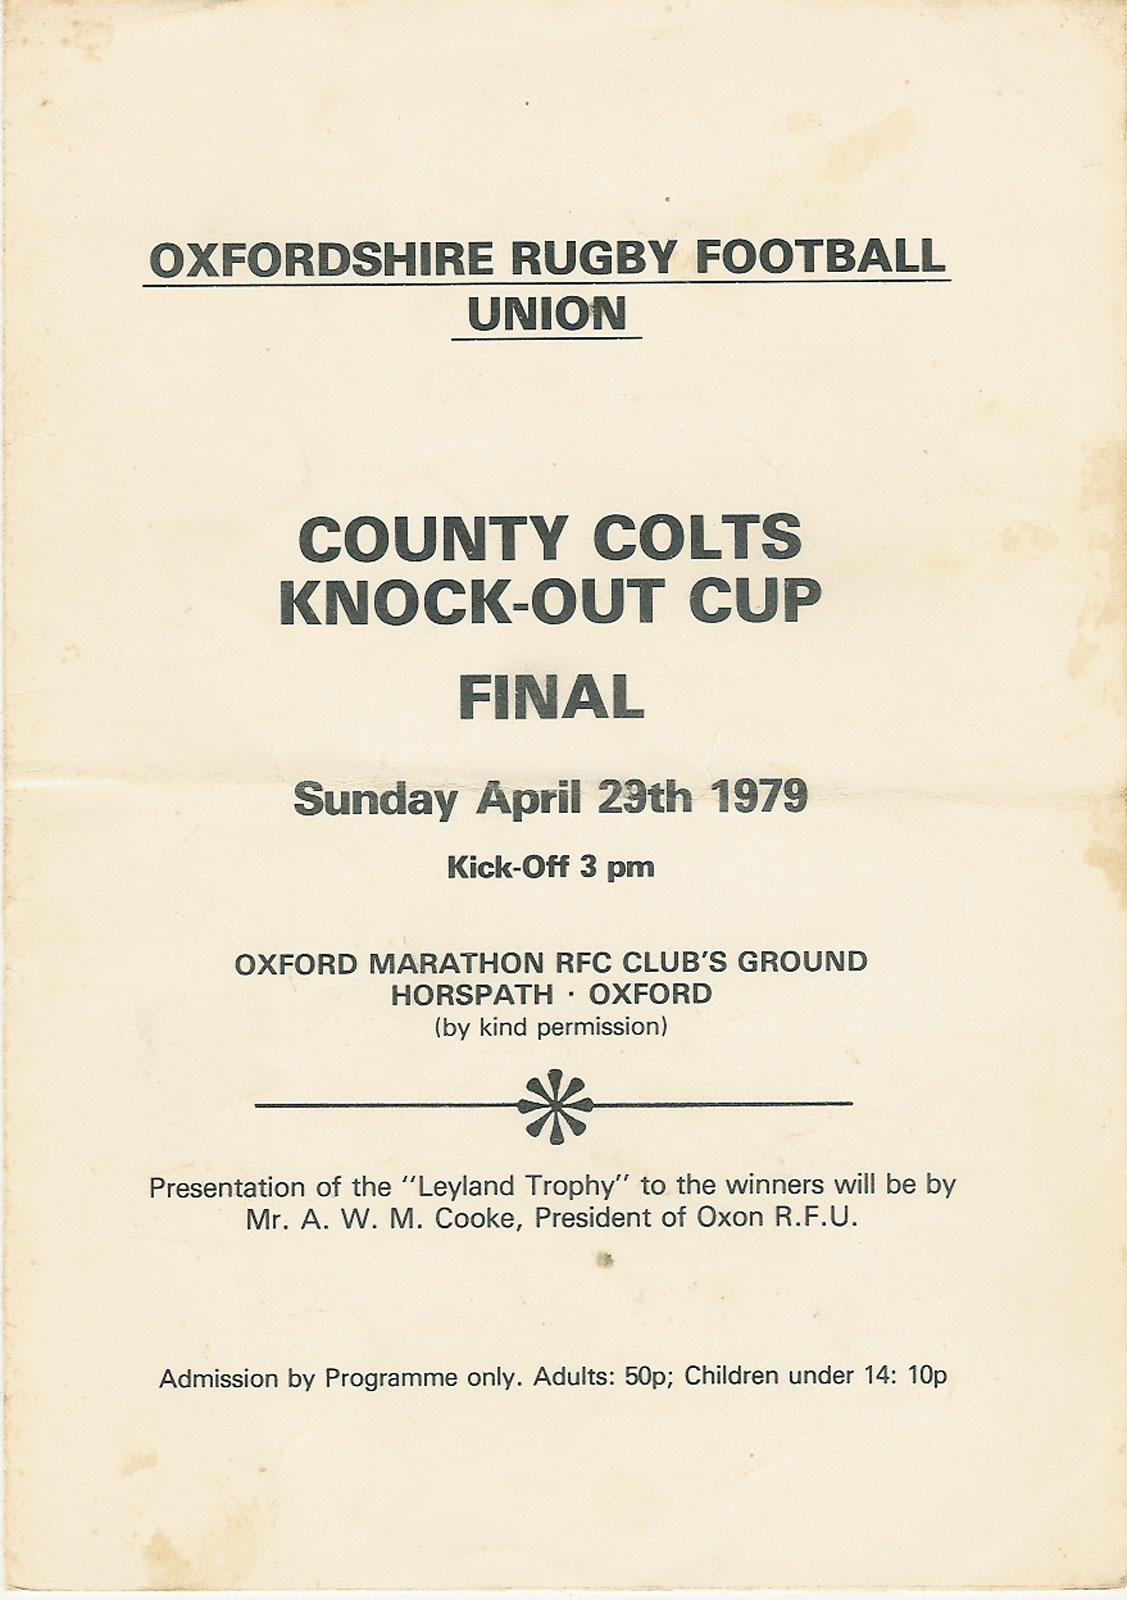 OXFORDSHIRE RUGBY FOOTBALL
UNION
COUNTY COLTS
KNOCK-OUT CUP
FINAL
Sunday April 29th 1979
Kick-Off 3 pm
OXFORD MARATHON RFC CLUB'S GROUND
HORSPATH · OXFORD
(by kind permission)
Presentation of the "Leyland Trophy" to the winners will be by
Mr. A. W. M. Cooke, President of Oxon R.F.U.
Admission by Programme only. Adults: 50p; Children under 14: 10p